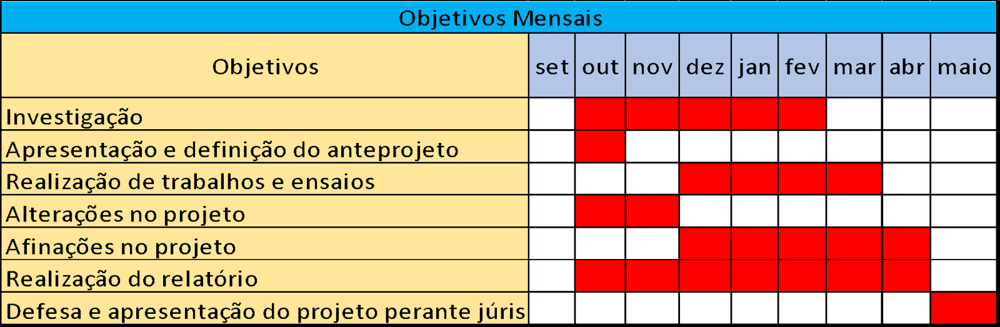 Objetivos Mensais
Objetivos set out nov dez jan fev mar abr maio
Investigação
Apresentação e definição do anteprojeto
Realização de trabalhos e ensaios
Alterações no projeto
Afinações no projeto
Realização do relatório
Defesa e apresentação do projeto perante júris